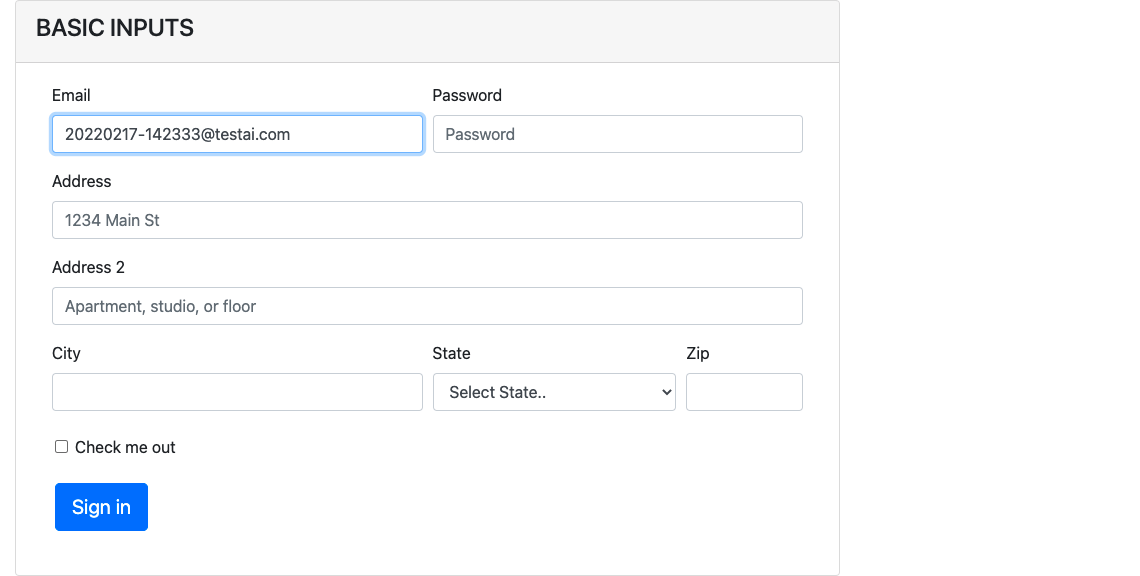 BASIC INPUTS
Email Password
20220217-142333@testai.com Password
Address
1234 Main St
Address 2
Apartment, studio, or floor
City State Zip
Select State..
Check me out
Sign in